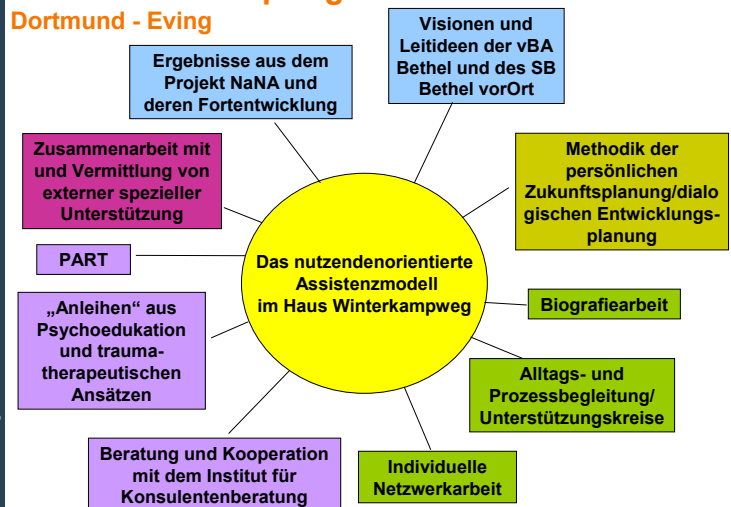 Dortmund - Eving
Visionen und
Leitideen der vBA
Bethel und des SB
Bethel vorOrt
Ergebnisse aus dem
Projekt NaNA und
deren Fortentwicklung
Zusammenarbeit mit
und Vermittlung von
externer spezieller
Unterstützung
Methodik der
persönlichen
Zukunftsplanung/dialo
gischen Entwicklungs-
planung
PART
Das nutzendenorientierte
Assistenzmodell
im Haus Winterkampweg
Biografiearbeit
„Anleihen“ aus
Psychoedukation
und trauma-
therapeutischen
Ansätzen
Alltags- und
Prozessbegleitung/
Unterstützungskreise
Beratung und Kooperation
mit dem Institut für
Konsulentenberatung
Individuelle
Netzwerkarbeit